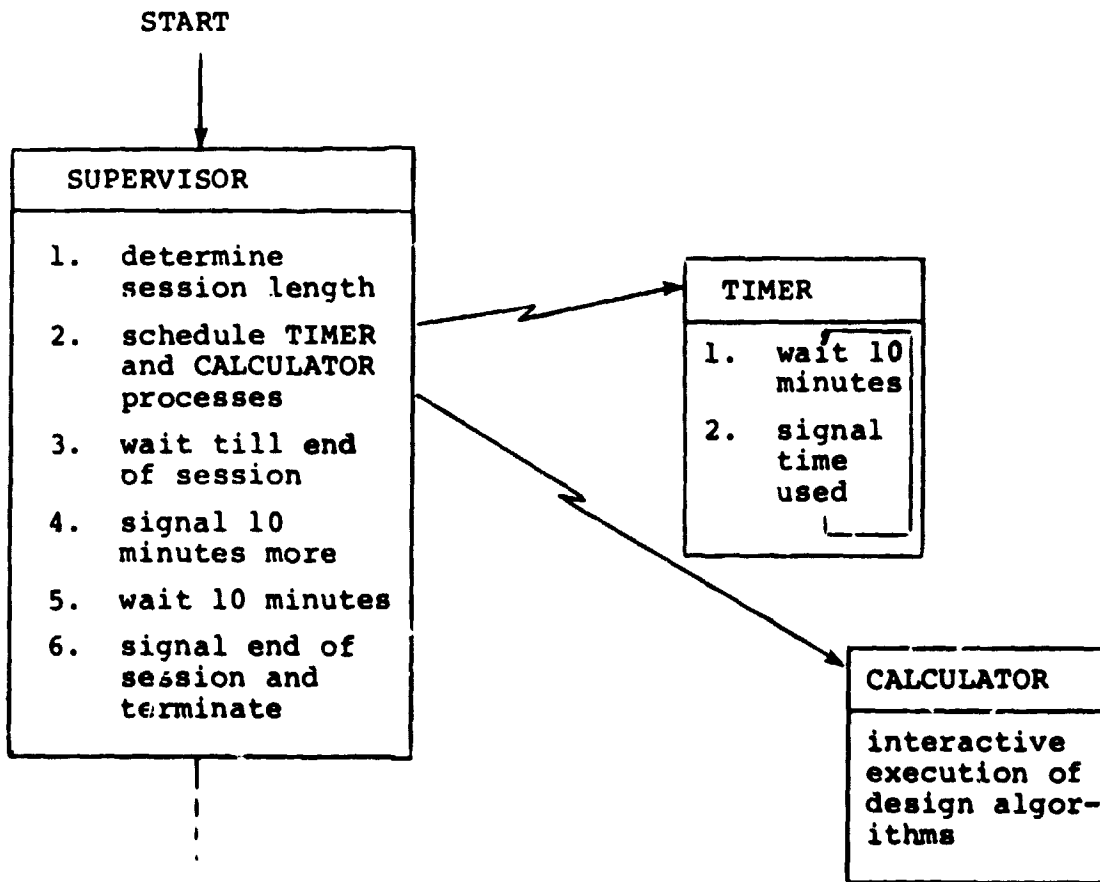 START
SUPERVISOR
1. determine
session length
2. schedule TIMER
and CALCULATOR
processes
3. wait till end
of session
4. signal 10
minutes more
5. wait 10 minutes
6. signal end of
session and
terminate
TIMER
1. wait 10
minutes
2. signal
time
used
CALCULATOR
interactive
execution of
design algor-
ithms